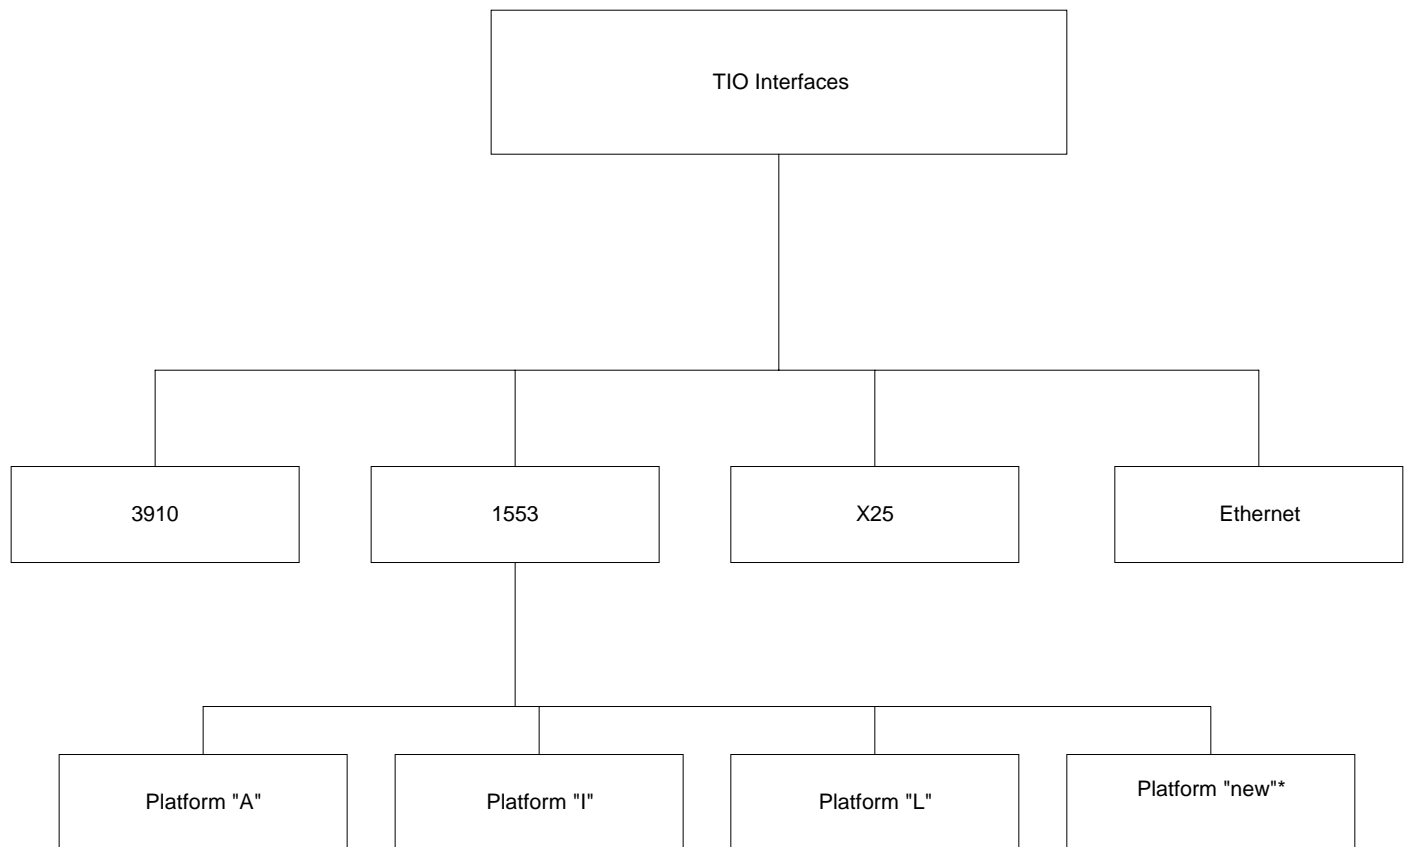 TIO Interfaces
3910
1553
X25
Ethernet
Platform "A"
Platform "I"
Platform "L"
Platform "new"*